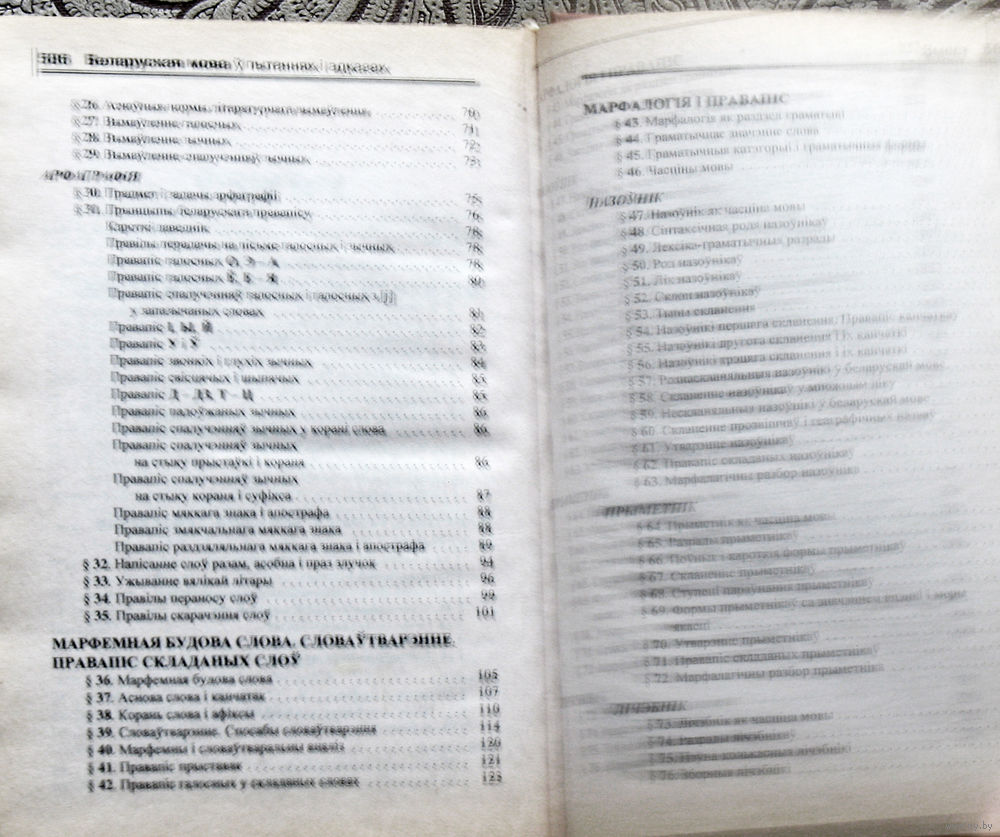 Беларуская мова ў пытаннях і адказах
§ 26. Асноўныя нормы літаратурнага вымаўлення 70
§ 27. Вымаўленне галосных 71
§ 28. Вымаўленне зычных 72
§ 29. Вымаўленне спалучэнняў зычных 73
АРФАГРАФІЯ
§ 30. Прадмет і задачы арфаграфіі 75
§ 31. Прынцыпы беларускага правапісу 76
Кароткі даведнік 78
Правілы перадачы на пісьме галосных і зычных 78
Правапіс галосных О, Э – А 78
Правапіс галосных Е, Ё – Я 80
Правапіс спалучэнняў галосных і галосных з [j]
у запазычаных словах 81
Правапіс І, Ы, Й 82
Правапіс У і Ў 83
Правапіс звонкіх і глухіх зычных 84
Правапіс свісцячых і шыпячых 85
Правапіс Д – ДЗ, Т – Ц 85
Правапіс падоўжаных зычных 86
Правапіс спалучэнняў зычных у корані слова 86
Правапіс спалучэнняў зычных
на стыку прыстаўкі і кораня 86
Правапіс спалучэнняў зычных
на стыку кораня і суфікса 87
Правапіс мяккага знака і апострафа 88
Правапіс змякчальнага мяккага знака 88
Правапіс раздзяляльнага мяккага знака і апострафа 89
§ 32. Напісанне слоў разам, асобна і праз злучок 94
§ 33. Ужыванне вялікай літары 96
§ 34. Правілы пераносу слоў 99
§ 35. Правілы скарачэння слоў 101
МАРФЕМНАЯ БУДОВА СЛОВА. СЛОВАЎТВАРЭННЕ.
ПРАВАПІС СКЛАДАНЫХ СЛОЎ
§ 36. Марфемная будова слова 105
§ 37. Аснова слова і канчатак 107
§ 38. Корань слова і афіксы 110
§ 39. Словаўтварэнне. Спосабы словаўтварэння 114
§ 40. Марфемны і словаўтваральны аналіз 120
§ 41. Правапіс прыставак 121
§ 42. Правапіс галосных у складаных словах 123
МАРФАЛОГІЯ І ПРАВАПІС
§ 43. Марфалогія як раздзел граматыкі
§ 44. Граматычнае значэнне слова
§ 45. Граматычныя катэгорыі і граматычныя формы
§ 46. Часціны мовы
НАЗОЎНІК
§ 47. Назоўнік як часціна мовы
§ 48. Сінтаксічная роля назоўнікаў
§ 49. Лексіка-граматычныя разрады
§ 50. Род назоўнікаў
§ 51. Лік назоўнікаў
§ 52. Склон назоўнікаў
§ 53. Тыпы скланення
§ 54. Назоўнікі першага скланення. Правапіс канчаткаў
§ 55. Назоўнікі другога скланення і іх канчаткі
§ 56. Назоўнікі трэцяга скланення і іх канчаткі
§ 57. Рознаскланяльныя назоўнікі ў беларускай мове
§ 58. Скланенне назоўнікаў у множным ліку
§ 59. Нескланяльныя назоўнікі ў беларускай мове
§ 60. Скланенне прозвішчаў і геаграфічных назваў
§ 61. Утварэнне назоўнікаў
§ 62. Правапіс складаных назоўнікаў
§ 63. Марфалагічны разбор назоўніка
ПРЫМЕТНІК
§ 64. Прыметнік як часціна мовы
§ 65. Разрады прыметнікаў
§ 66. Поўныя і кароткія формы прыметнікаў
§ 67. Скланенне прыметнікаў
§ 68. Ступені параўнання прыметнікаў
§ 69. Формы прыметнікаў са значэннем
якасці
§ 70. Утварэнне прыметнікаў
§ 71. Правапіс складаных прыметнікаў
§ 72. Марфалагічны разбор прыметніка
ЛІЧЭБНІК
§ 73. Лічэбнік як часціна мовы
§ 74. Разрады лічэбнікаў
§ 75. Пэўна-колькасныя лічэбнікі
§ 76. Зборныя лічэбнікі